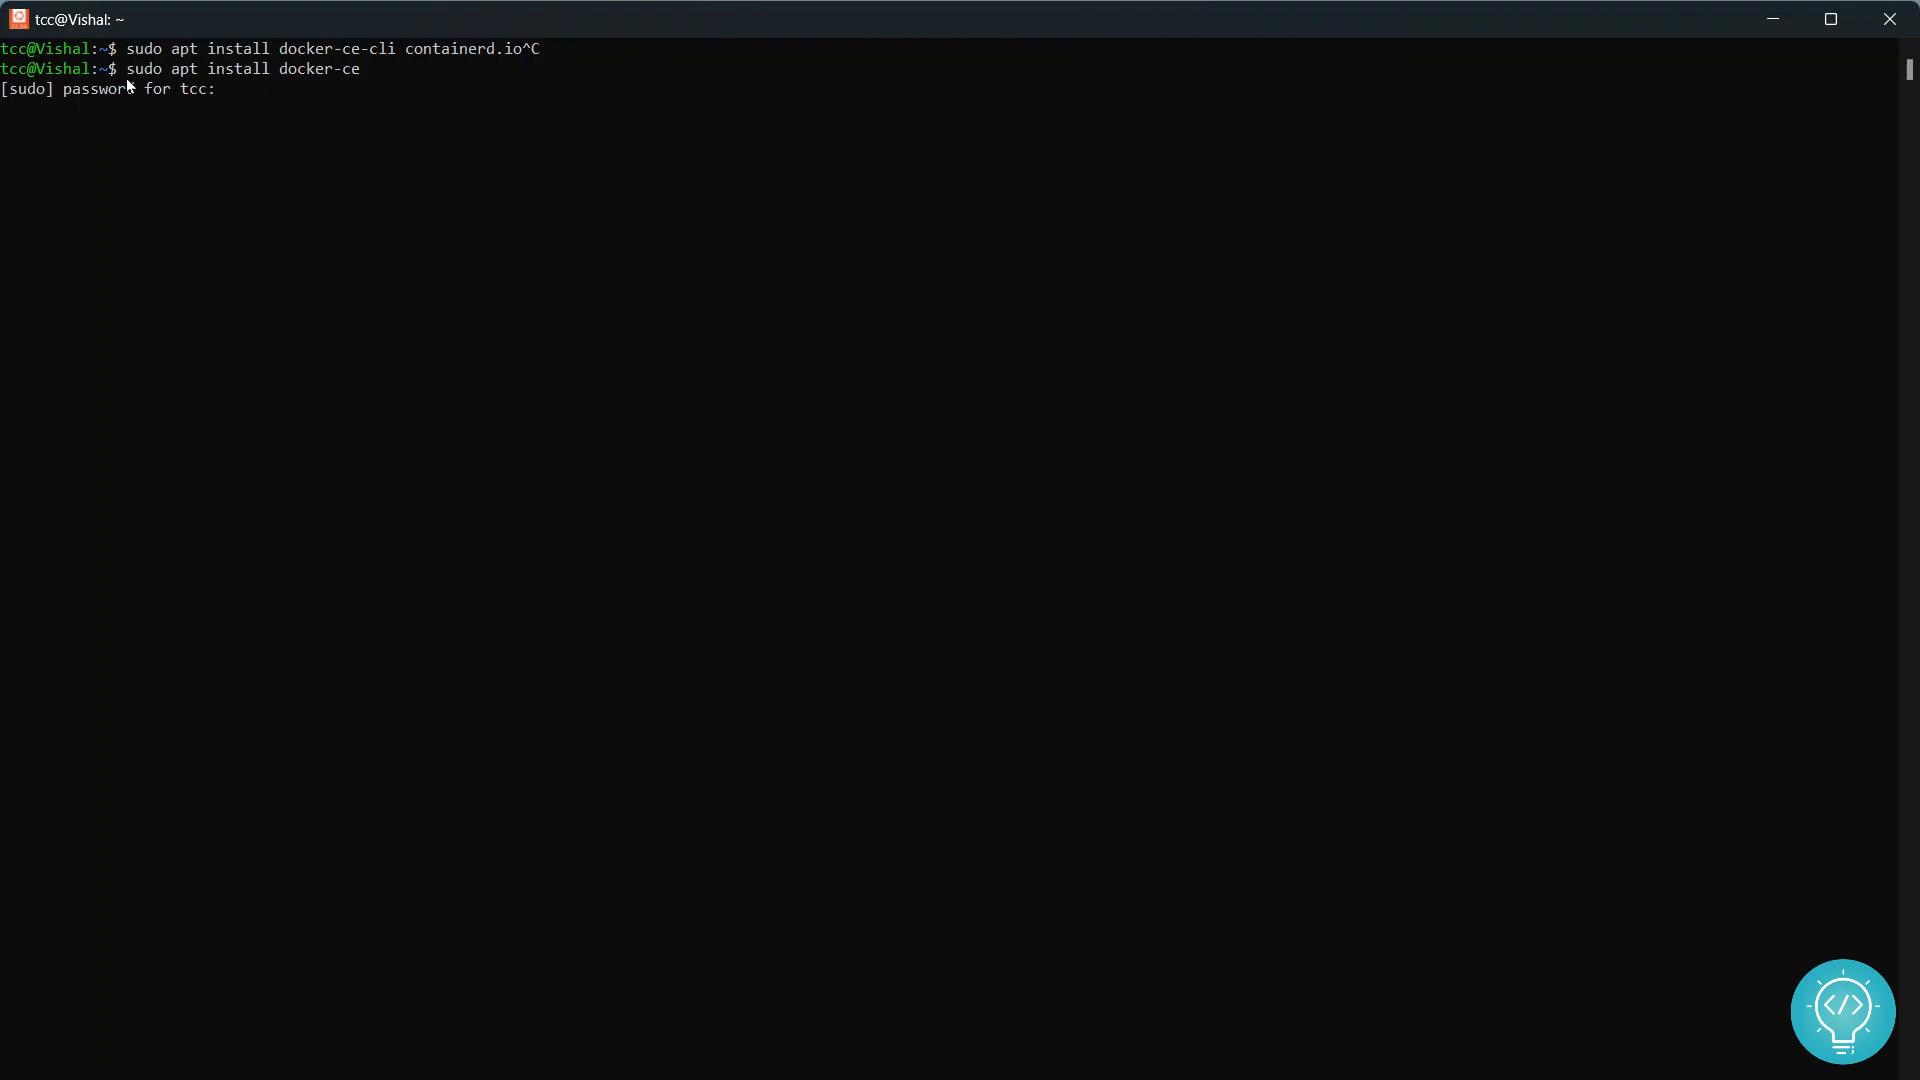 tcc@Vishal: ~
tcc@Vishal:~$ sudo apt install docker-ce-cli containerd.io^C
tcc@Vishal:~$ sudo apt install docker-ce
[sudo] password for tcc: